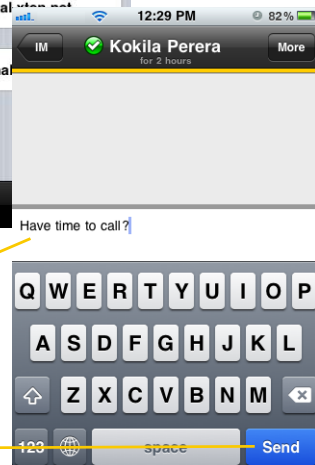 12:29 PM 82%
IM Kokila Perera More
for 2 hours
Have time to call?
Q W E R T Y U I O P
A S D F G H J K L
Z X C V B N M
123 space Send